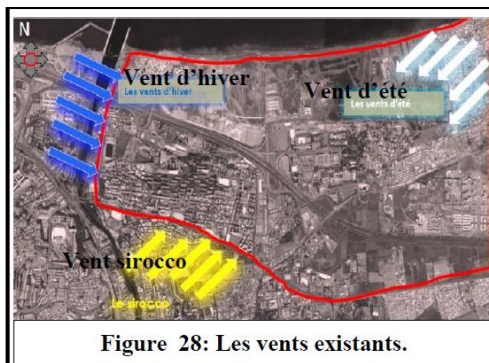 N
Vent d'hiver
Les vents d'hiver
Vent d'été
Les vents d'été
Vent sirocco
Le sirocco
Figure 28: Les vents existants.